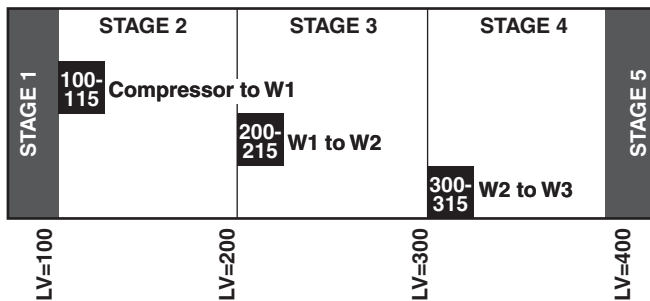 STAGE 1
STAGE 2
STAGE 3
STAGE 4
STAGE 5
100-
115
Compressor to W1
200-
215
W1 to W2
300-
315
W2 to W3
LV=100
LV=200
LV=300
LV=400